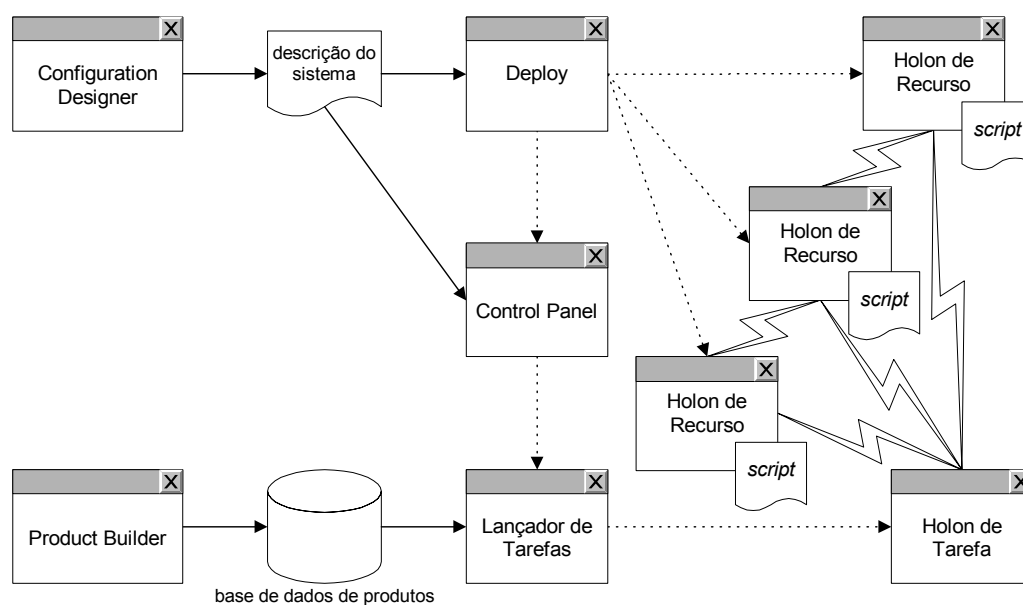 Configuration
Designer
descrição do
sistema
Deploy
Holon de
Recurso
script
Holon de
Recurso
script
Control Panel
Holon de
Recurso
script
Product Builder
base de dados de produtos
Lançador de
Tarefas
Holon de
Tarefa